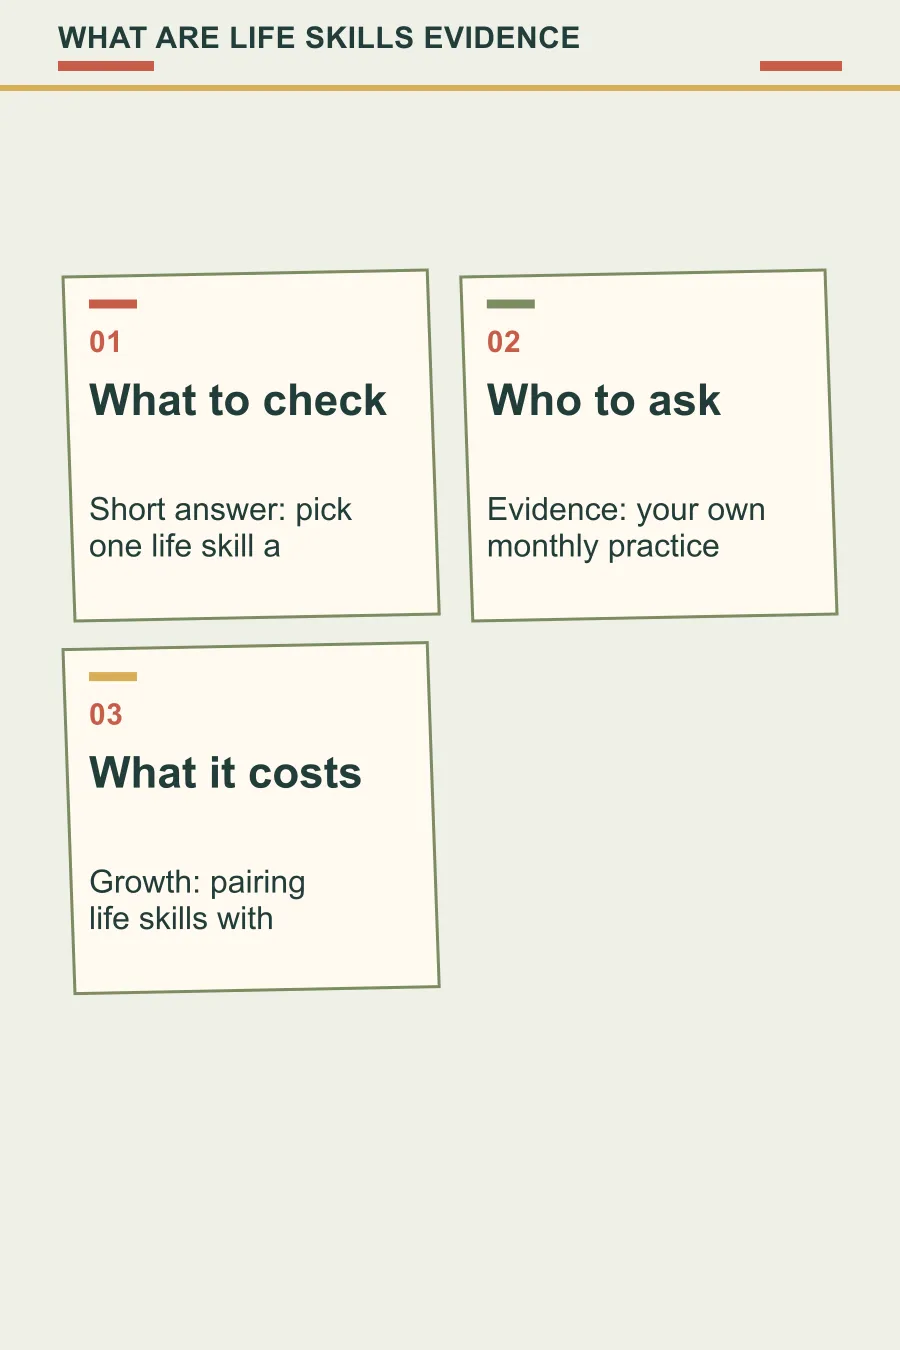 WHAT ARE LIFE SKILLS EVIDENCE
01
What to check
Short answer: pick
one life skill a
02
Who to ask
Evidence: your own
monthly practice
03
What it costs
Growth: pairing
life skills with